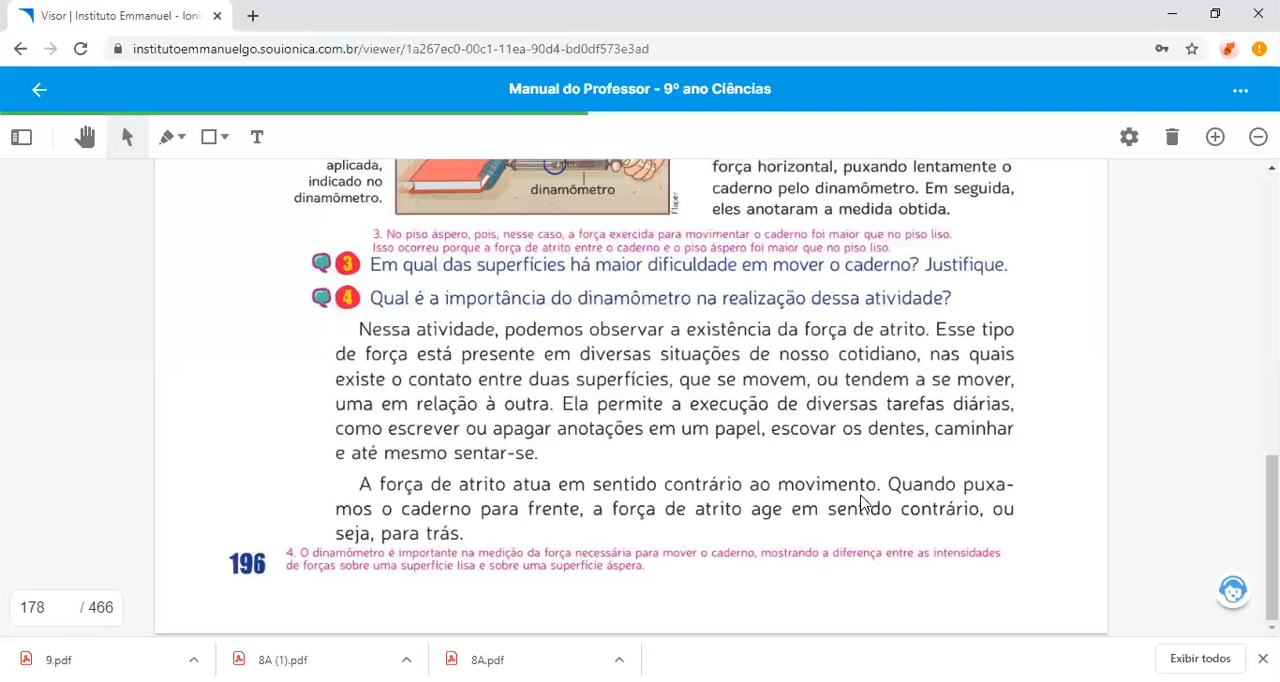 Visor | Instituto Emmanuel - Ioni
institutoemmanuelgo.souionica.com.br/viewer/1a267ec0-00c1-11ea-90d4-bd0df573e3ad
Manual do Professor - 9º ano Ciências
T
aplicada,
indicado no
dinamômetro.
dinamômetro
Flaper
força horizontal, puxando lentamente o
caderno pelo dinamômetro. Em seguida,
eles anotaram a medida obtida.
3. No piso áspero, pois, nesse caso, a força exercida para movimentar o caderno foi maior que no piso liso.
Isso ocorreu porque a força de atrito entre o caderno e o piso áspero foi maior que no piso liso.
3 Em qual das superfícies há maior dificuldade em mover o caderno? Justifique.
4 Qual é a importância do dinamômetro na realização dessa atividade?
Nessa atividade, podemos observar a existência da força de atrito. Esse tipo
de força está presente em diversas situações de nosso cotidiano, nas quais
existe o contato entre duas superfícies, que se movem, ou tendem a se mover,
uma em relação à outra. Ela permite a execução de diversas tarefas diárias,
como escrever ou apagar anotações em um papel, escovar os dentes, caminhar
e até mesmo sentar-se.
A força de atrito atua em sentido contrário ao movimento. Quando puxa-
mos o caderno para frente, a força de atrito age em sentido contrário, ou
seja, para trás.
4. O dinamômetro é importante na medição da força necessária para mover o caderno, mostrando a diferença entre as intensidades
de forças sobre uma superfície lisa e sobre uma superfície áspera.
196
178 / 466
9.pdf
8A (1).pdf
8A.pdf
Exibir todos